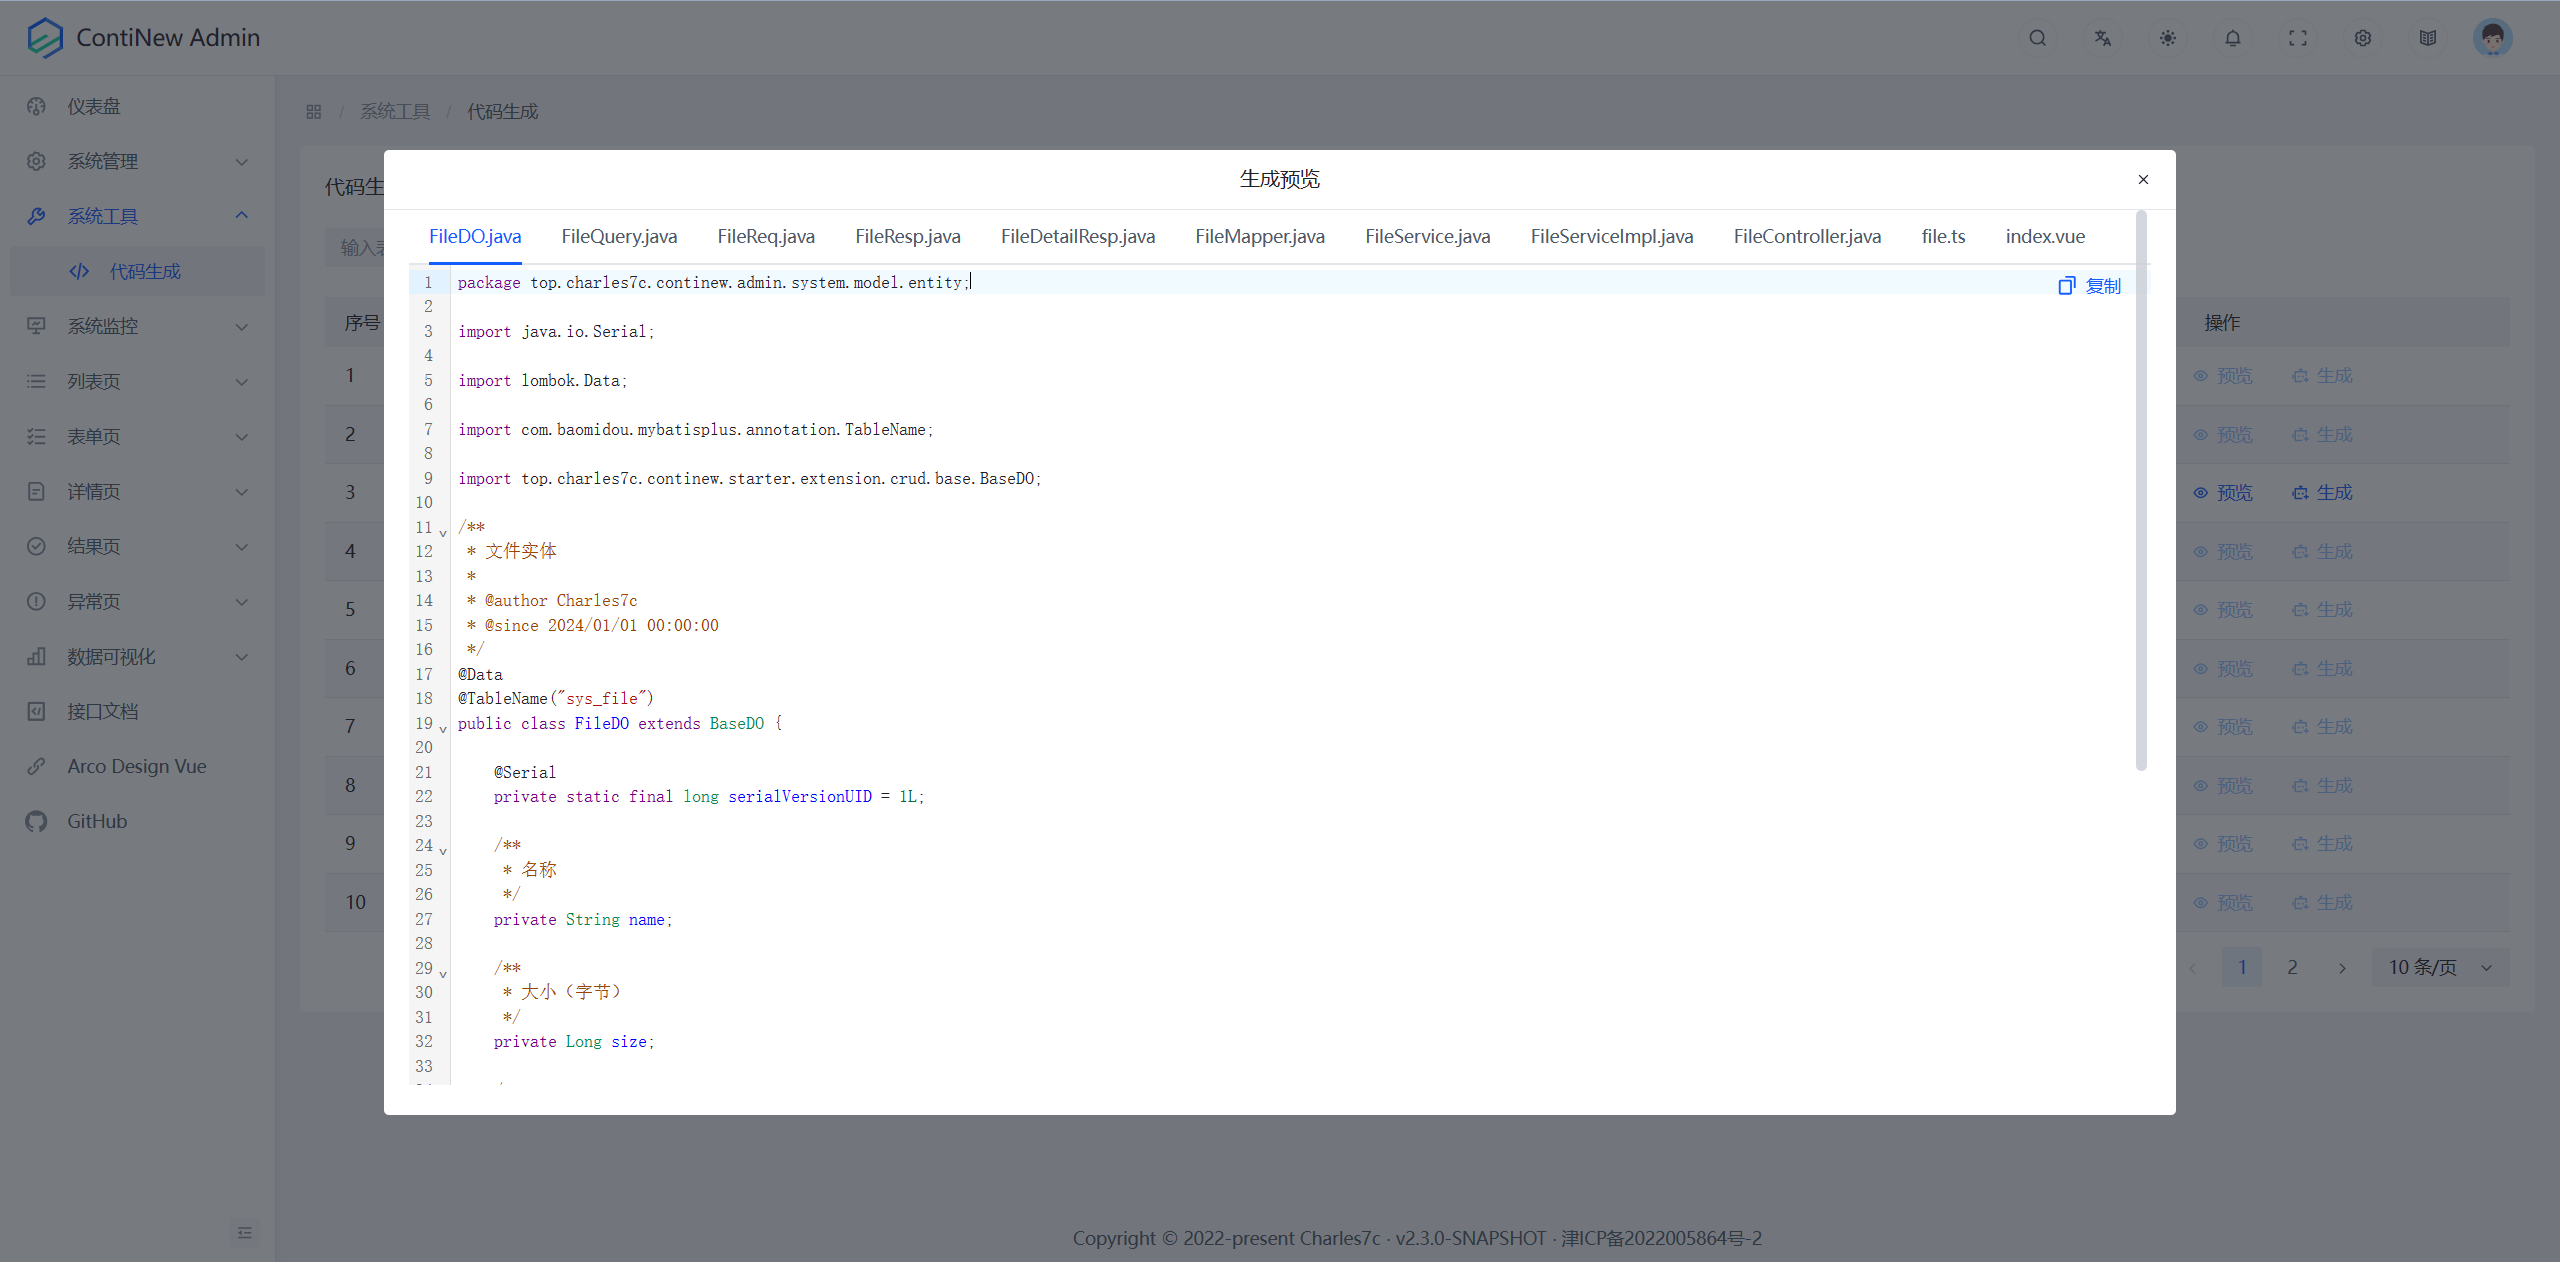 ContiNew Admin
仪表盘
系统管理
系统工具
代码生成
系统监控
列表页
表单页
详情页
结果页
异常页
数据可视化
接口文档
Arco Design Vue
GitHub
/ 系统工具 / 代码生成
代码生
序号
1
2
3
4
5
6
7
8
9
10
生成预览
FileDO.java FileQuery.java FileReq.java FileResp.java FileDetailResp.java FileMapper.java FileService.java FileServiceImpl.java FileController.java file.ts index.vue
复制
1 package top.charles7c.continew.admin.system.model.entity;
2
3 import java.io.Serial;
4
5 import lombok.Data;
6
7 import com.baomidou.mybatisplus.annotation.TableName;
8
9 import top.charles7c.continew.starter.extension.crud.base.BaseDO;
10
11 /**
12 * 文件实体
13 *
14 * @author Charles7c
15 * @since 2024/01/01 00:00:00
16 */
17 @Data
18 @TableName("sys_file")
19 public class FileDO extends BaseDO {
20
21 @Serial
22 private static final long serialVersionUID = 1L;
23
24 /**
25 * 名称
26 */
27 private String name;
28
29 /**
30 * 大小（字节）
31 */
32 private Long size;
33
操作
预览 生成
预览 生成
预览 生成
预览 生成
预览 生成
预览 生成
预览 生成
预览 生成
预览 生成
预览 生成
1 2 10 条/页
Copyright © 2022-present Charles7c · v2.3.0-SNAPSHOT · 津ICP备2022005864号-2